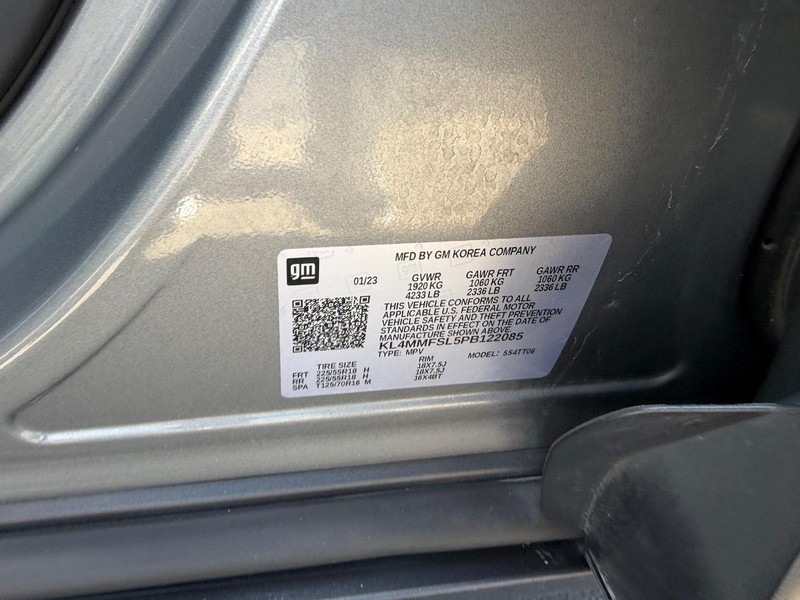 gm
MFD BY GM KOREA COMPANY
01/23 GVWR GAWR FRT GAWR RR
1920 KG 1060 KG 1060 KG
4233 LB 2336 LB 2336 LB
THIS VEHICLE CONFORMS TO ALL
APPLICABLE U.S. FEDERAL MOTOR
VEHICLE SAFETY AND THEFT PREVENTION
STANDARDS IN EFFECT ON THE DATE OF
MANUFACTURE SHOWN ABOVE.
KL4MMFSL5PB122085
TYPE: MPV MODEL: 5S4TT06
TIRE SIZE RIM
FRT 225/55R18 H 18X7.5J
RR 225/55R18 H 18X7.5J
SPA T125/70R16 M 16X4BT